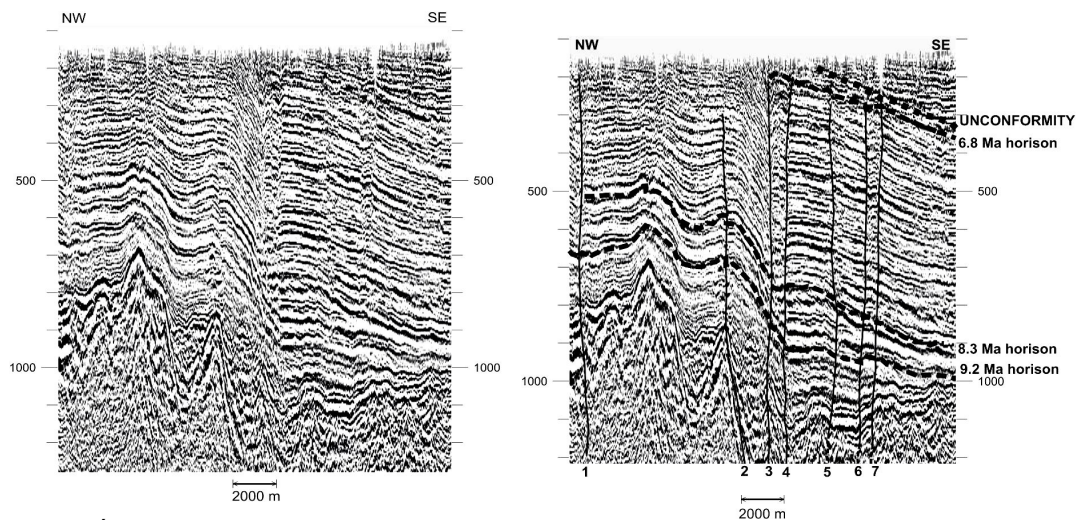 NW SE
500 500
1000 1000
2000 m
NW SE
UNCONFORMITY
6.8 Ma horison
500 500
8.3 Ma horison
9.2 Ma horison
1000 1000
1 2 3 4 5 6 7
2000 m